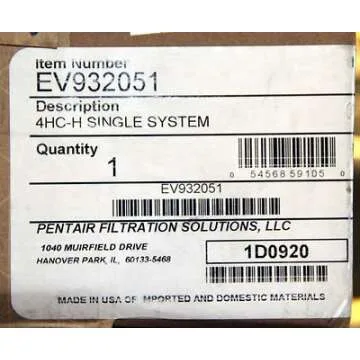 Item Number
EV932051
Description
4HC-H SINGLE SYSTEM
Quantity
1
0 54568 59105 0
EV932051
PENTAIR FILTRATION SOLUTIONS, LLC
1040 MUIRFIELD DRIVE
HANOVER PARK, IL, 60133-5468
1D0920
MADE IN USA OF IMPORTED AND DOMESTIC MATERIALS